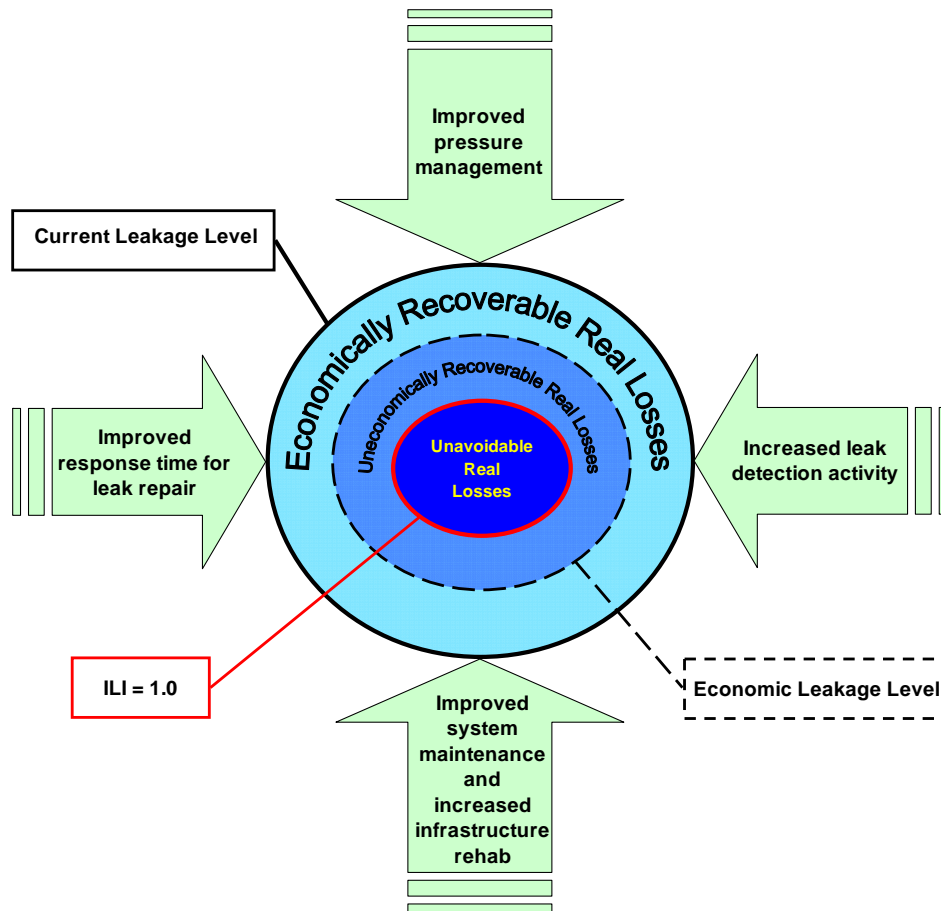 Improved
pressure
management
Current Leakage Level
Economically Recoverable Real Losses
Uneconomically Recoverable Real Losses
Unavoidable
Real
Losses
Improved
response time for
leak repair
Increased leak
detection activity
ILI = 1.0
Economic Leakage Level
Improved
system
maintenance
and
increased
infrastructure
rehab